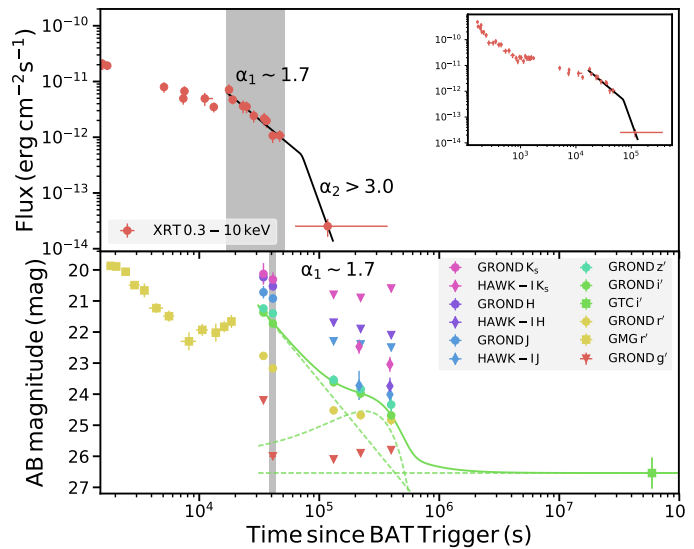 10⁻¹⁰
10⁻¹¹
10⁻¹²
10⁻¹³
10⁻¹⁴
Flux (erg cm⁻²s⁻¹)
α₁ ~ 1.7
α₂ > 3.0
XRT 0.3 − 10 keV
10⁻¹⁰
10⁻¹¹
10⁻¹²
10⁻¹³
10⁻¹⁴
10³
10⁴
10⁵
20
21
22
23
24
25
26
27
AB magnitude (mag)
α₁ ~ 1.7
GROND Kₛ
HAWK − I Kₛ
GROND H
HAWK − I H
GROND J
HAWK − I J
GROND z′
GROND i′
GTC i′
GROND r′
GMG r′
GROND g′
10⁴
10⁵
10⁶
10⁷
10⁸
Time since BAT Trigger (s)